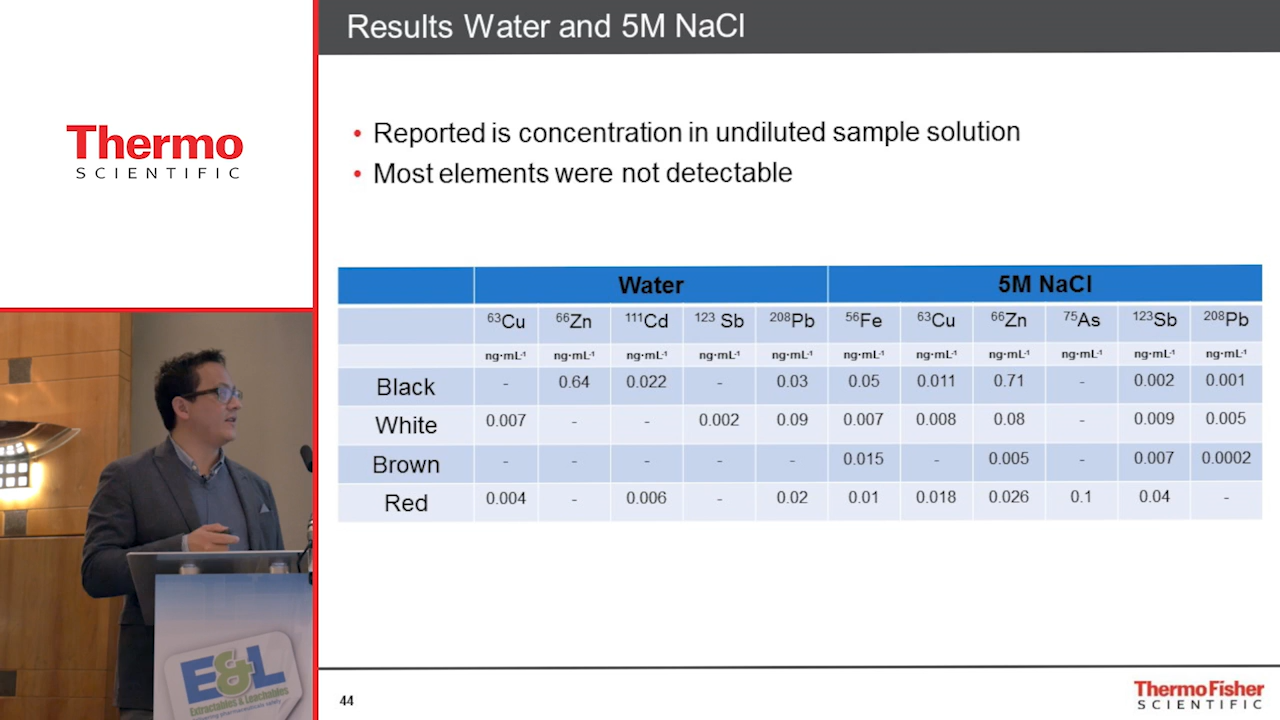 Results Water and 5M NaCl
Thermo
SCIENTIFIC
• Reported is concentration in undiluted sample solution
• Most elements were not detectable
Water 5M NaCl
⁶³Cu ⁶⁶Zn ¹¹¹Cd ¹²³ Sb ²⁰⁸Pb ⁵⁶Fe ⁶³Cu ⁶⁶Zn ⁷⁵As ¹²³Sb ²⁰⁸Pb
ng·mL⁻¹ ng·mL⁻¹ ng·mL⁻¹ ng·mL⁻¹ ng·mL⁻¹ ng·mL⁻¹ ng·mL⁻¹ ng·mL⁻¹ ng·mL⁻¹ ng·mL⁻¹ ng·mL⁻¹
Black - 0.64 0.022 - 0.03 0.05 0.011 0.71 - 0.002 0.001
White 0.007 - - 0.002 0.09 0.007 0.008 0.08 - 0.009 0.005
Brown - - - - - 0.015 - 0.005 - 0.007 0.0002
Red 0.004 - 0.006 - 0.02 0.01 0.018 0.026 0.1 0.04 -
E&L
Extractables & Leachables
pharmaceuticals safely
44
ThermoFisher
SCIENTIFIC